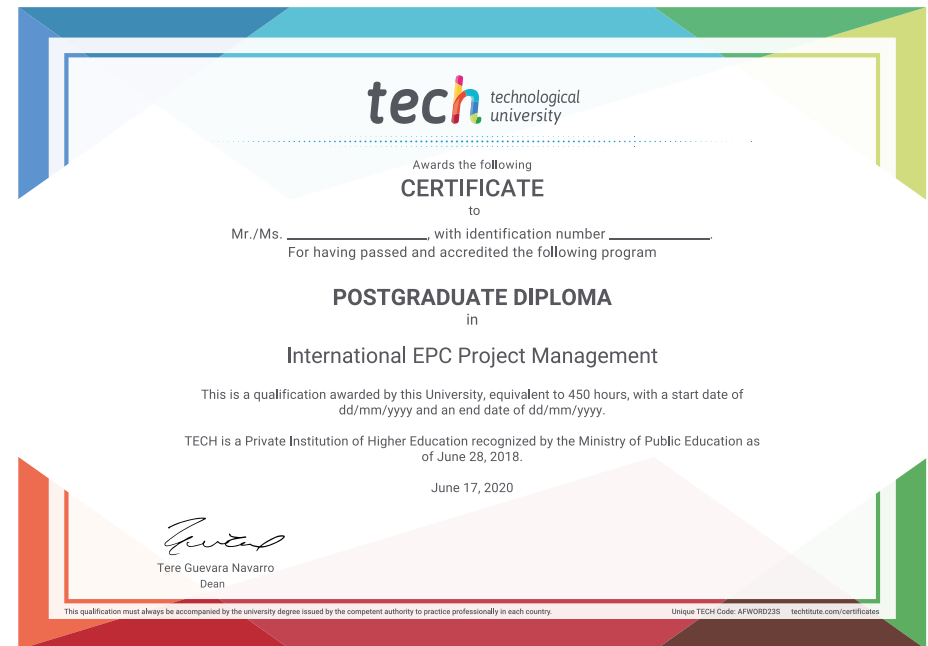 tech technological
university
Awards the following
CERTIFICATE
to
Mr./Ms. ____________________, with identification number ______________.
For having passed and accredited the following program
POSTGRADUATE DIPLOMA
in
International EPC Project Management
This is a qualification awarded by this University, equivalent to 450 hours, with a start date of
dd/mm/yyyy and an end date of dd/mm/yyyy.
TECH is a Private Institution of Higher Education recognized by the Ministry of Public Education as
of June 28, 2018.
June 17, 2020
Tere Guevara Navarro
Dean
This qualification must always be accompanied by the university degree issued by the competent authority to practice professionally in each country.
Unique TECH Code: AFWORD23S techtitute.com/certificates